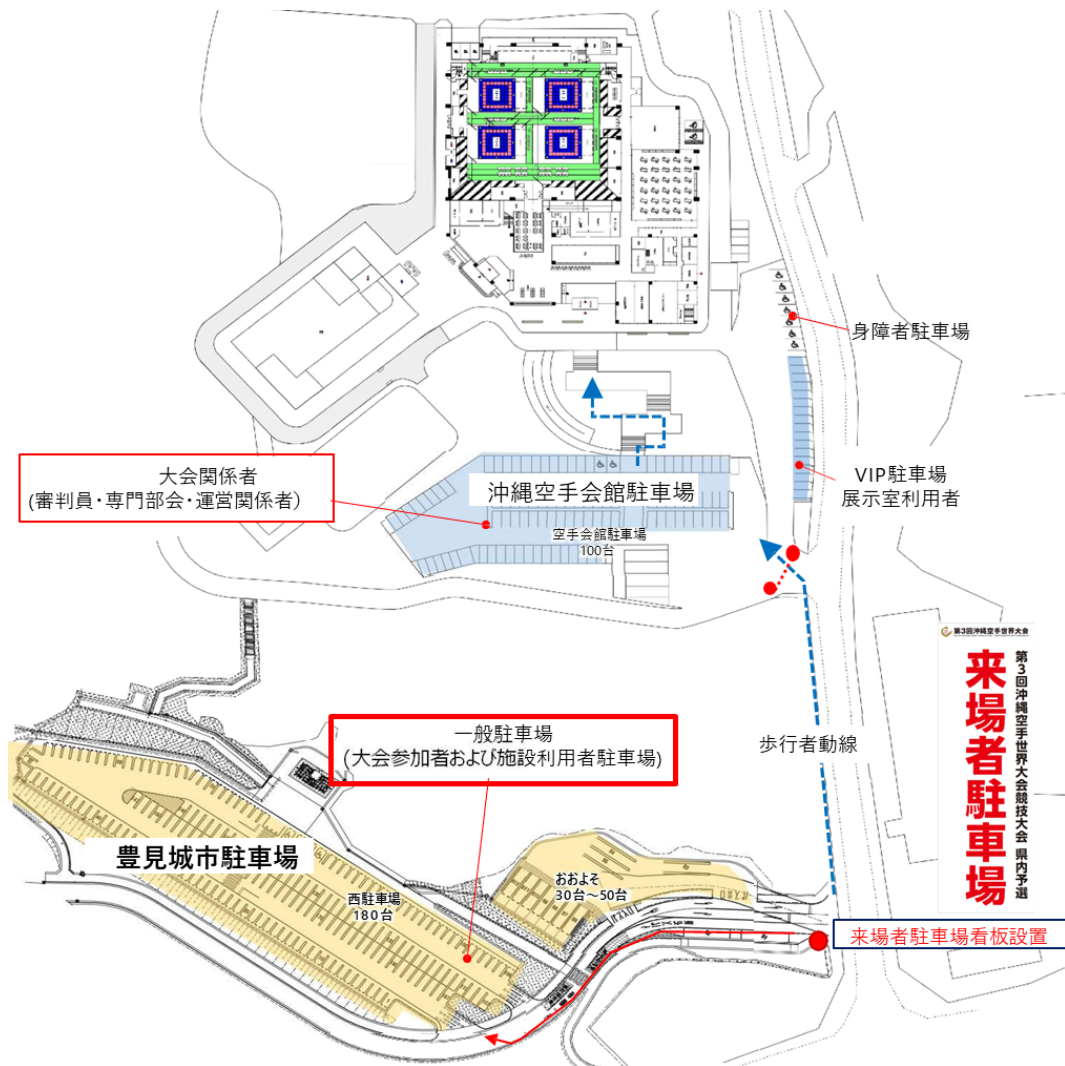 身障者駐車場
大会関係者
(審判員・専門部会・運営関係者）
沖縄空手会館駐車場
空手会館駐車場
100台
VIP駐車場
展示室利用者
第3回沖縄空手世界大会
第3回沖縄空手世界大会競技大会 県内予選
来場者駐車場
一般駐車場
(大会参加者および施設利用者駐車場)
歩行者動線
豊見城市駐車場
西駐車場
180台
おおよそ
30台～50台
来場者駐車場看板設置